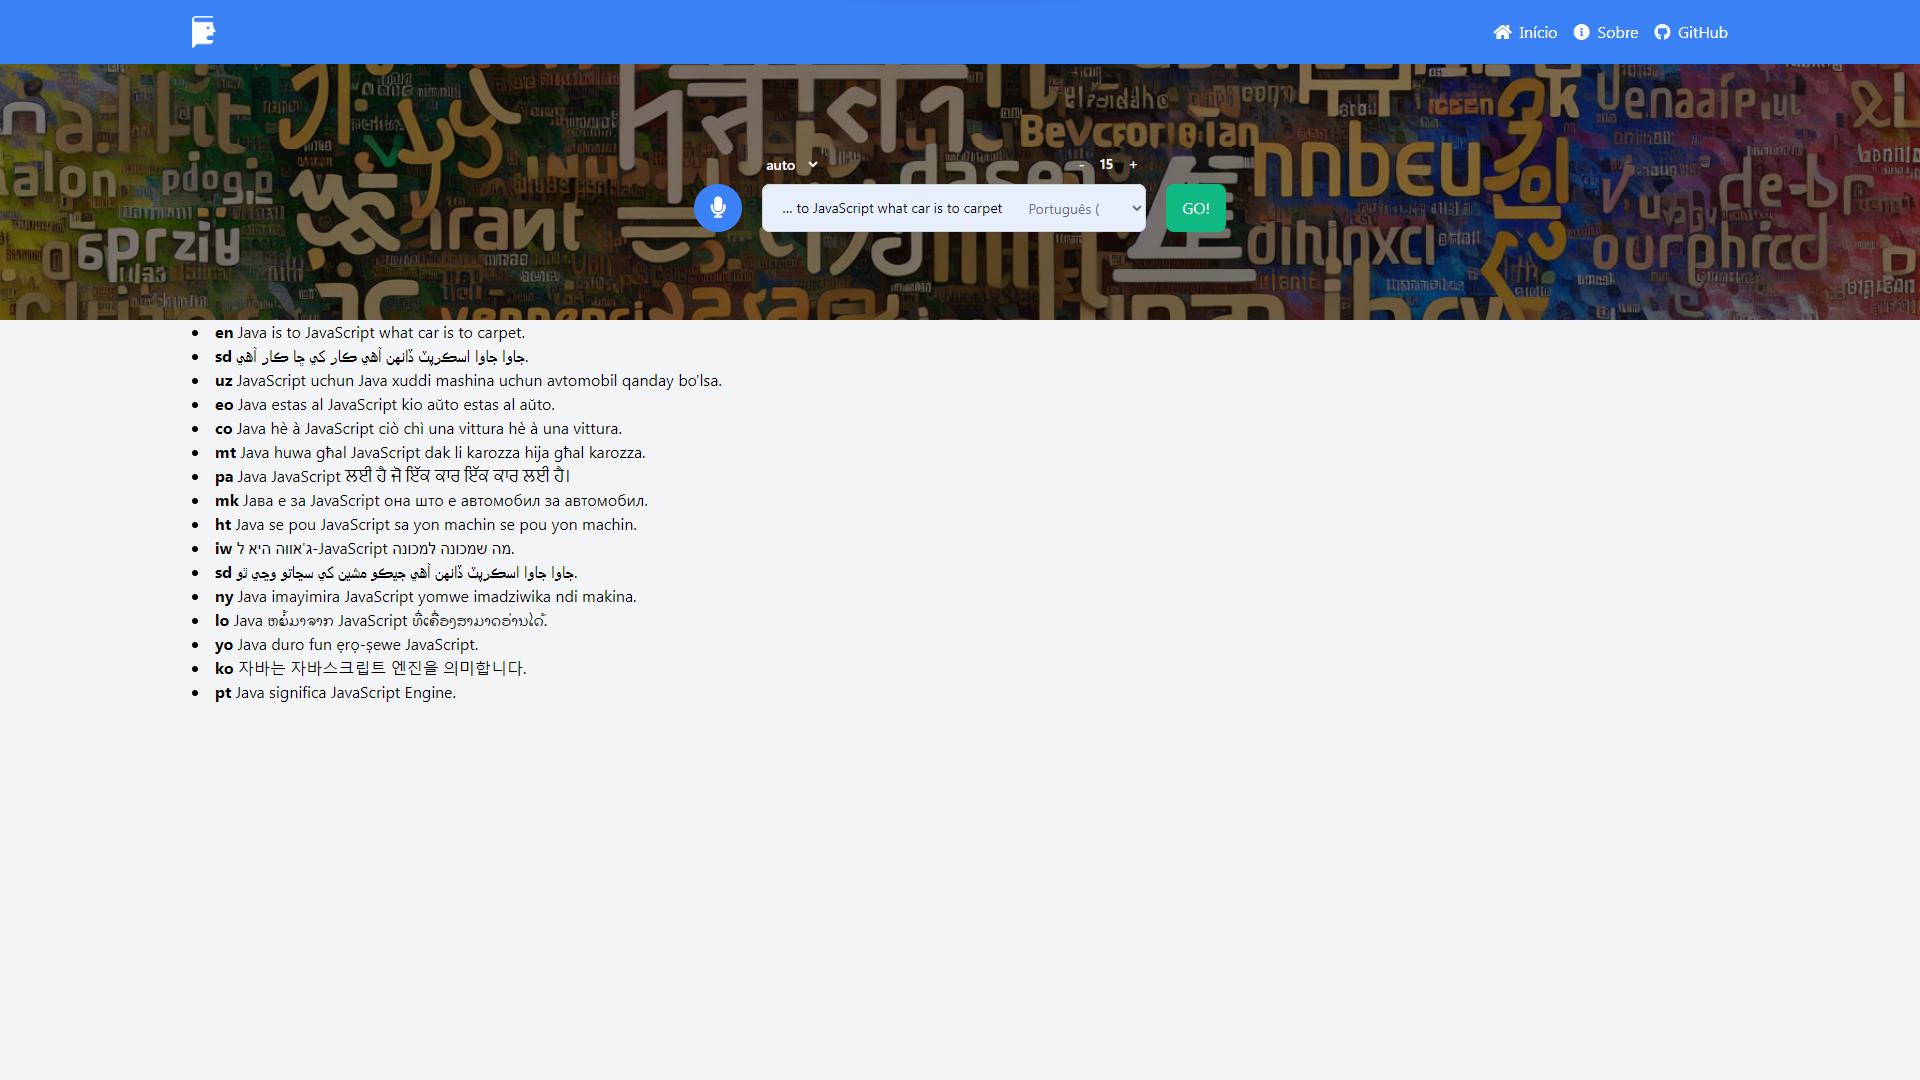 Início Sobre GitHub
auto - 15 +
... to JavaScript what car is to carpet Português ( GO!
en Java is to JavaScript what car is to carpet.
sd جاوا جاوا اسڪرپٽ ڏانهن آهي ڪار کي ڇا ڪار آهي.
uz JavaScript uchun Java xuddi mashina uchun avtomobil qanday bo'lsa.
eo Java estas al JavaScript kio aŭto estas al aŭto.
co Java hè à JavaScript ciò chì una vittura hè à una vittura.
mt Java huwa għal JavaScript dak li karozza hija għal karozza.
pa Java JavaScript ਲਈ ਹੈ ਜੋ ਇੱਕ ਕਾਰ ਇੱਕ ਕਾਰ ਲਈ ਹੈ।
mk Јава е за JavaScript она што е автомобил за автомобил.
ht Java se pou JavaScript sa yon machin se pou yon machin.
iw ג'אווה היא ל-JavaScript מה שמכונה למכונה.
sd جاوا جاوا اسڪرپٽ ڏانهن آهي جيڪو مشين کي سڃاتو وڃي ٿو.
ny Java imayimira JavaScript yomwe imadziwika ndi makina.
lo Java ຫຍໍ້ມາຈາກ JavaScript ທີ່ເຄື່ອງສາມາດອ່ານໄດ້.
yo Java duro fun ẹrọ-ṣewe JavaScript.
ko 자바는 자바스크립트 엔진을 의미합니다.
pt Java significa JavaScript Engine.